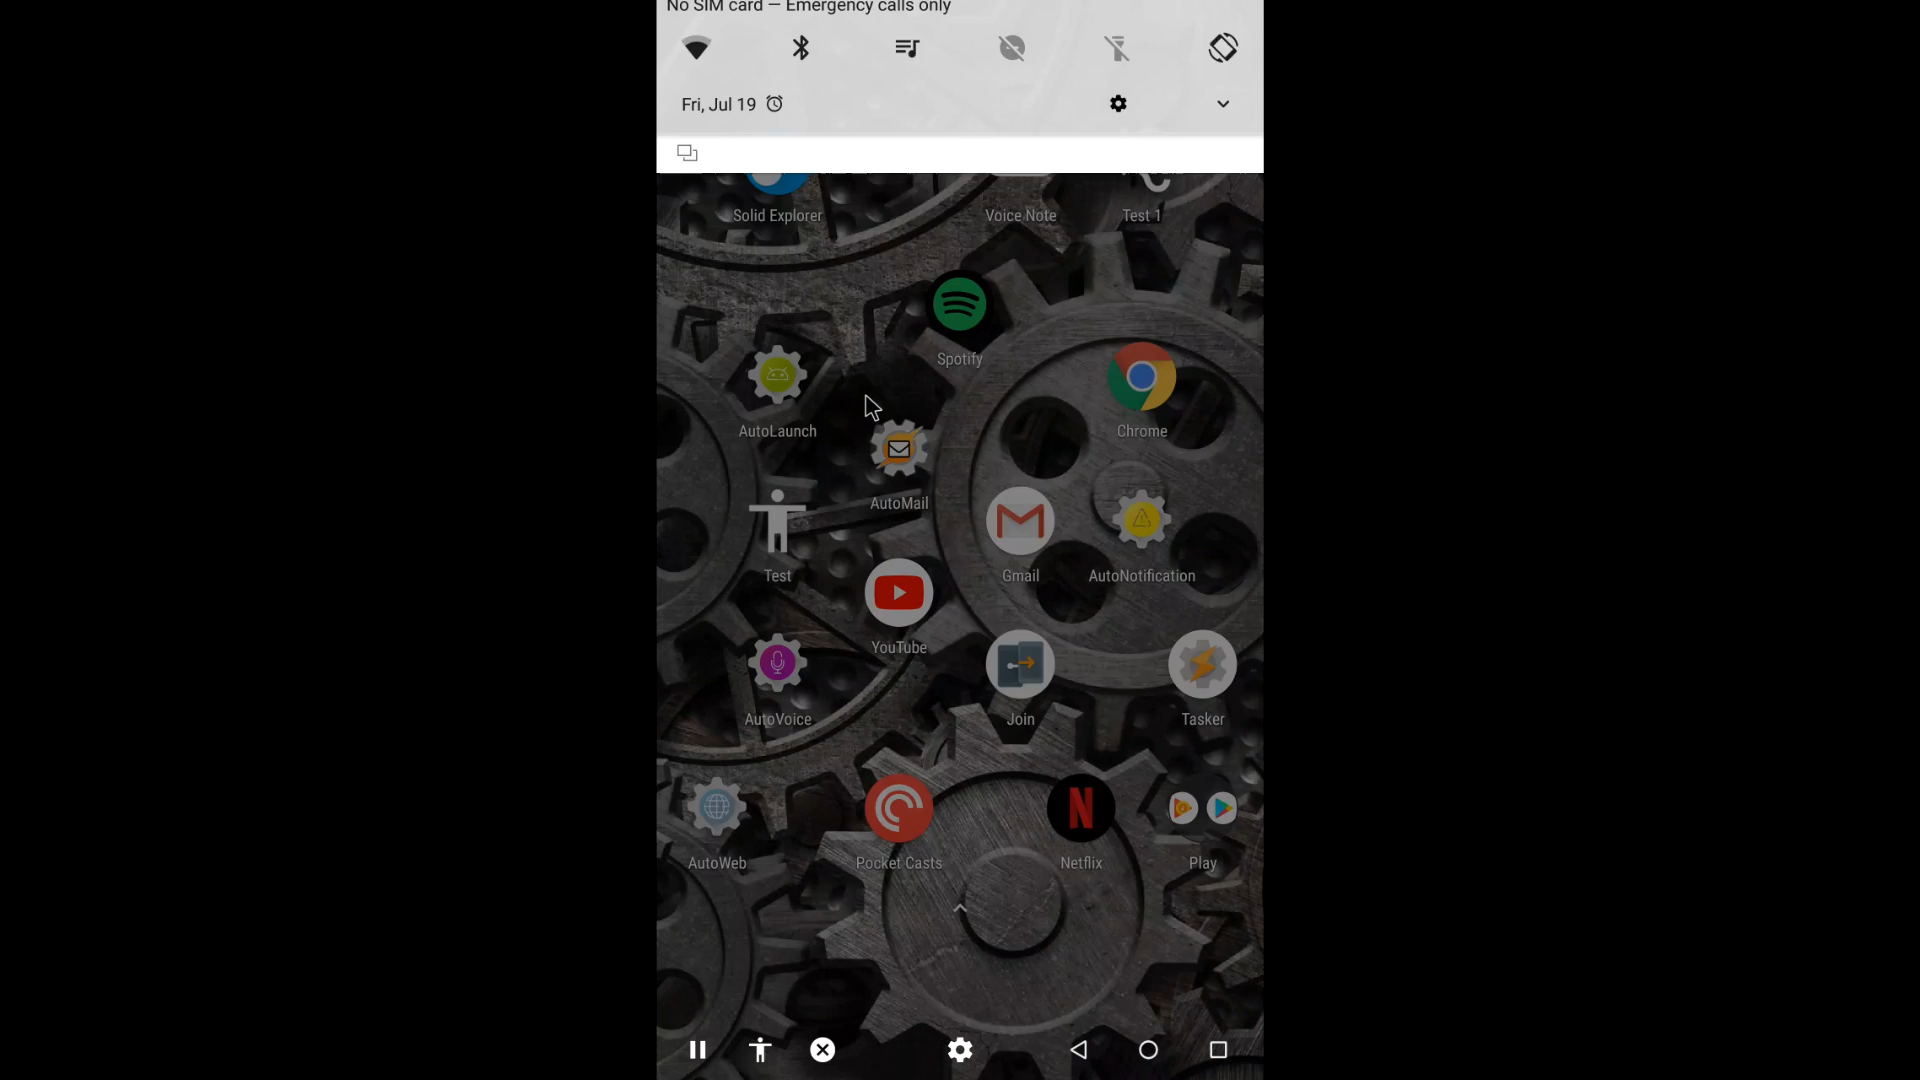 No SIM card — Emergency calls only
Fri, Jul 19
Solid Explorer
Voice Note
Test 1
Spotify
AutoLaunch
Chrome
AutoMail
Test
Gmail
AutoNotification
YouTube
AutoVoice
Join
Tasker
AutoWeb
Pocket Casts
Netflix
Play